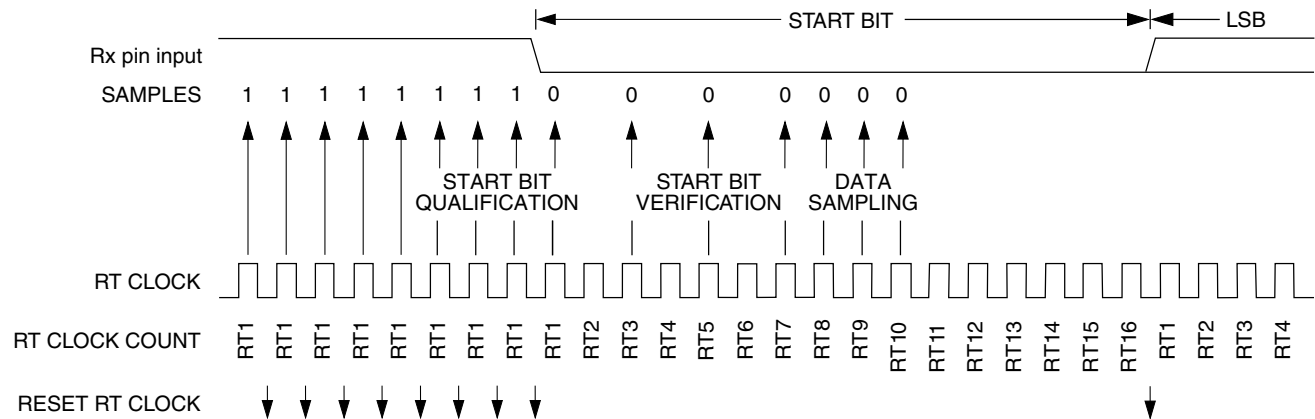 START BIT LSB
Rx pin input
SAMPLES 1 1 1 1 1 1 1 1 0 0 0 0 0 0 0
START BIT QUALIFICATION
START BIT VERIFICATION
DATA SAMPLING
RT CLOCK
RT CLOCK COUNT RT1 RT1 RT1 RT1 RT1 RT1 RT1 RT1 RT1 RT2 RT3 RT4 RT5 RT6 RT7 RT8 RT9 RT10 RT11 RT12 RT13 RT14 RT15 RT16 RT1 RT2 RT3 RT4
RESET RT CLOCK